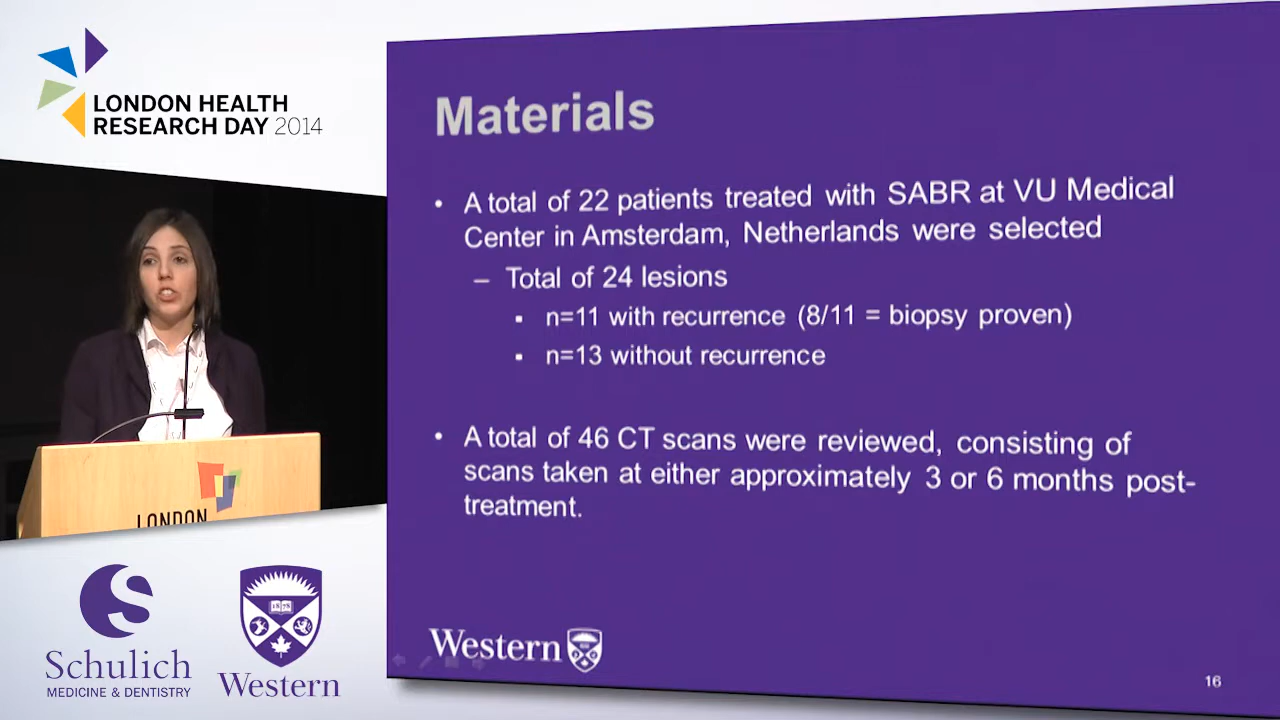 LONDON HEALTH
RESEARCH DAY 2014
LONDON
Schulich
MEDICINE & DENTISTRY
1878
Western
Materials
• A total of 22 patients treated with SABR at VU Medical
Center in Amsterdam, Netherlands were selected
– Total of 24 lesions
▪ n=11 with recurrence (8/11 = biopsy proven)
▪ n=13 without recurrence
• A total of 46 CT scans were reviewed, consisting of
scans taken at either approximately 3 or 6 months post-
treatment.
Western
16